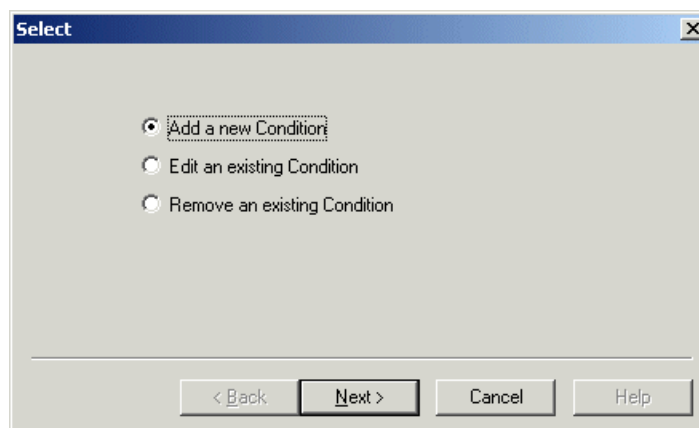 Select
Add a new Condition
Edit an existing Condition
Remove an existing Condition
< Back Next > Cancel Help